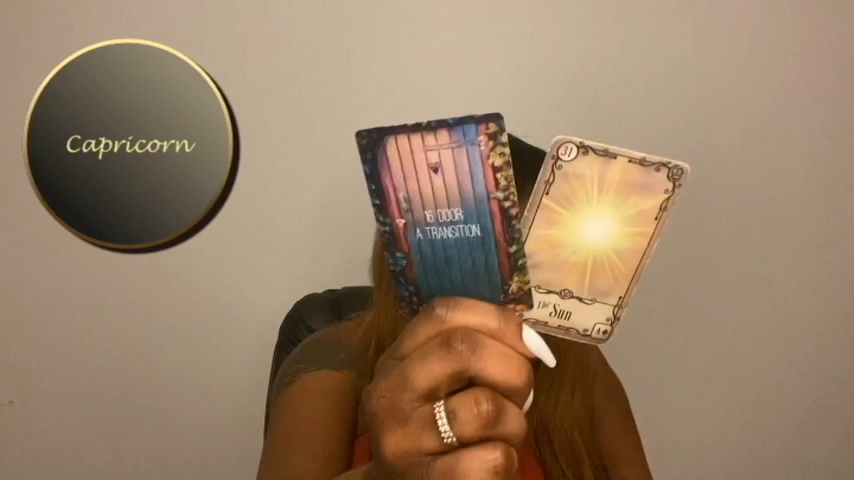 Capricorn
16 DOOR
A TRANSITION
31
The Sun
A